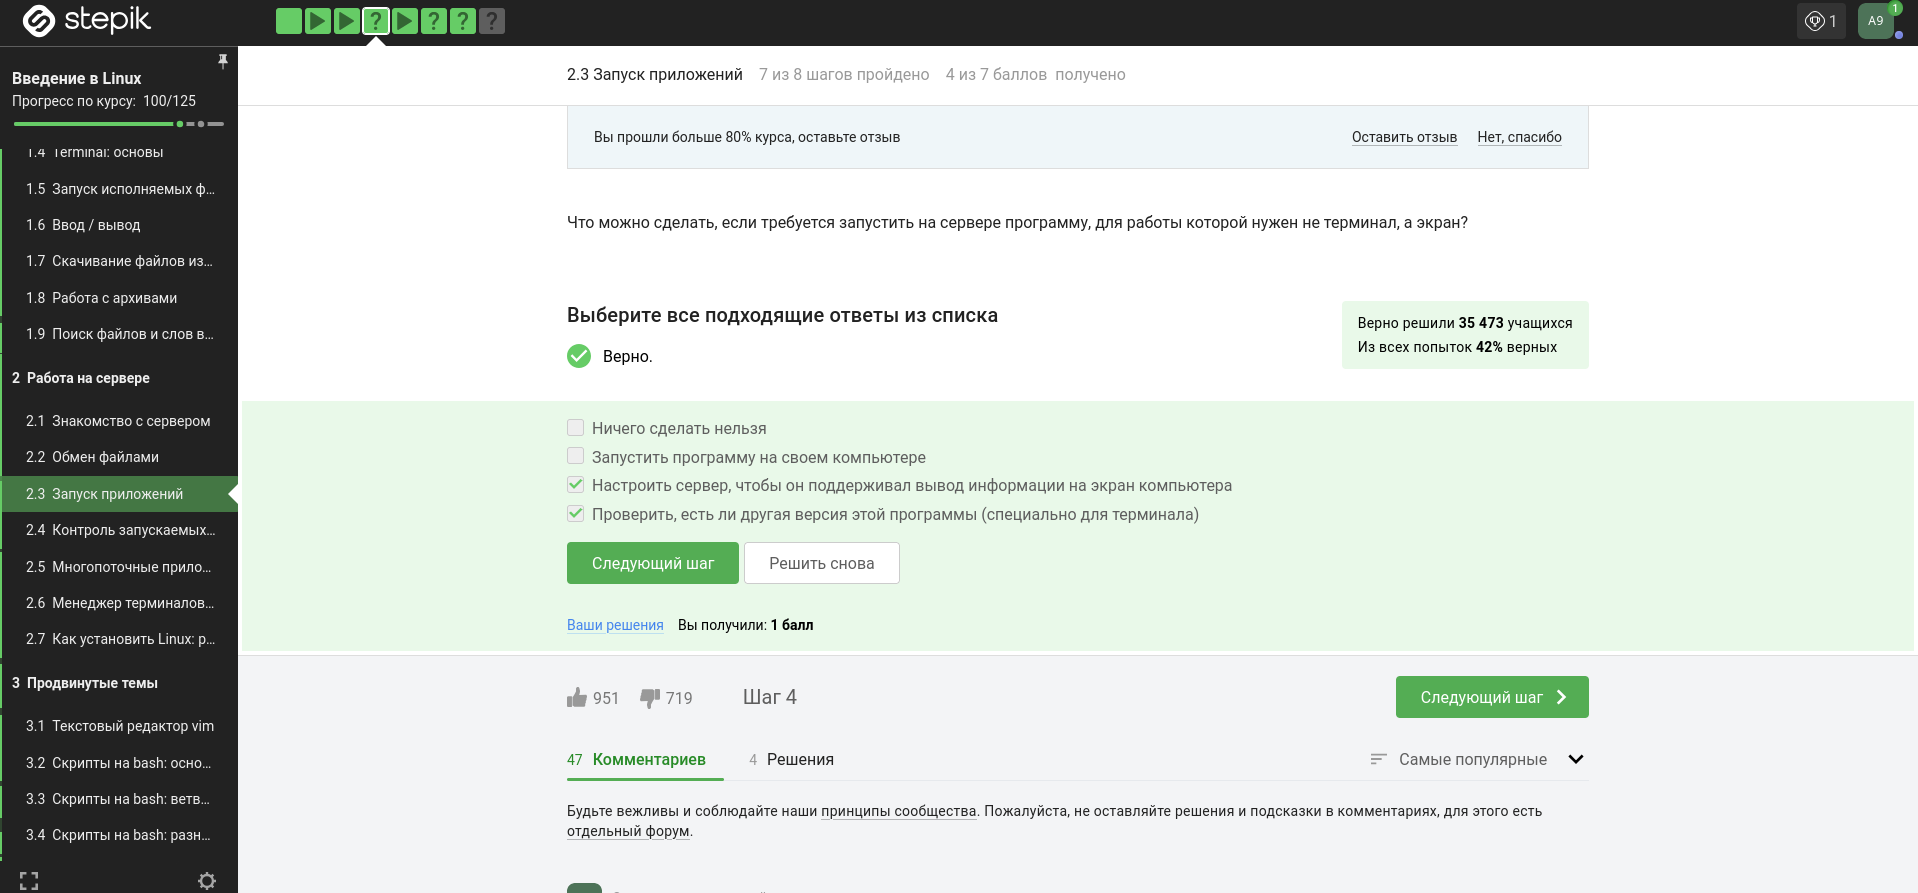 stepik
? ? ? ?
1
A9
1
Введение в Linux
Прогресс по курсу: 100/125
1.4 Terminal: основы
1.5 Запуск исполняемых ф...
1.6 Ввод / вывод
1.7 Скачивание файлов из...
1.8 Работа с архивами
1.9 Поиск файлов и слов в...
2 Работа на сервере
2.1 Знакомство с сервером
2.2 Обмен файлами
2.3 Запуск приложений
2.4 Контроль запускаемых...
2.5 Многопоточные прило...
2.6 Менеджер терминалов...
2.7 Как установить Linux: р...
3 Продвинутые темы
3.1 Текстовый редактор vim
3.2 Скрипты на bash: осно...
3.3 Скрипты на bash: ветв...
3.4 Скрипты на bash: разн...
2.3 Запуск приложений 7 из 8 шагов пройдено 4 из 7 баллов получено
Вы прошли больше 80% курса, оставьте отзыв Оставить отзыв Нет, спасибо
Что можно сделать, если требуется запустить на сервере программу, для работы которой нужен не терминал, а экран?
Выберите все подходящие ответы из списка
Верно.
Верно решили 35 473 учащихся
Из всех попыток 42% верных
Ничего сделать нельзя
Запустить программу на своем компьютере
Настроить сервер, чтобы он поддерживал вывод информации на экран компьютера
Проверить, есть ли другая версия этой программы (специально для терминала)
Следующий шаг Решить снова
Ваши решения Вы получили: 1 балл
951 719 Шаг 4 Следующий шаг
47 Комментариев 4 Решения Самые популярные
Будьте вежливы и соблюдайте наши принципы сообщества. Пожалуйста, не оставляйте решения и подсказки в комментариях, для этого есть
отдельный форум.